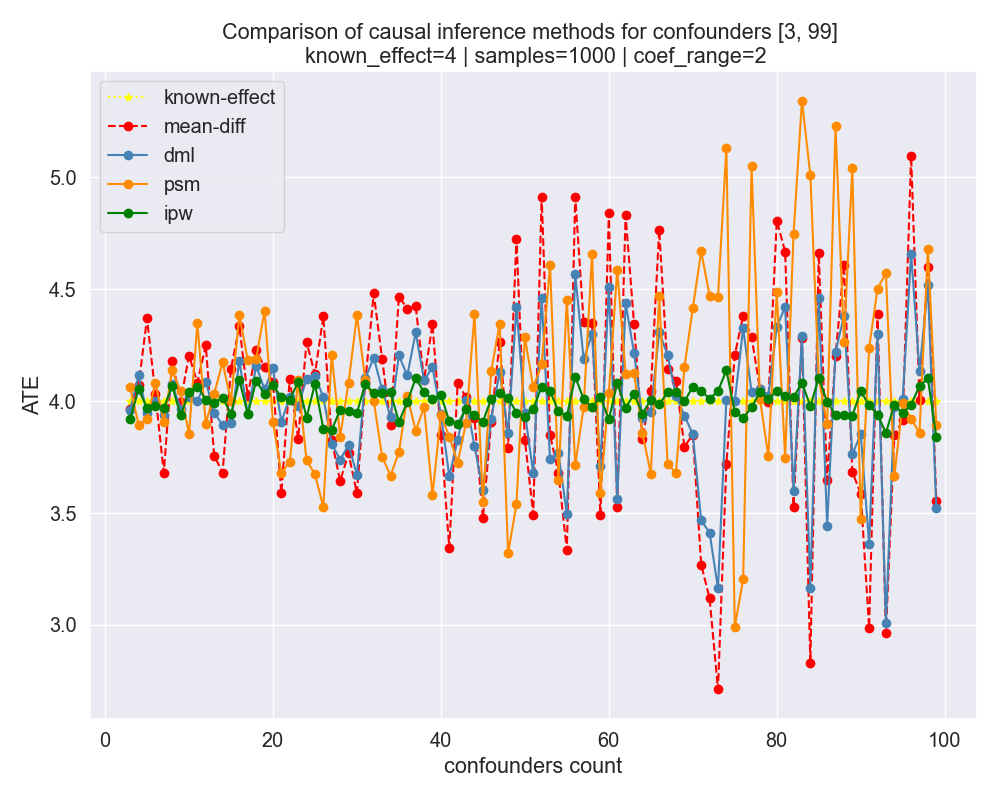 Comparison of causal inference methods for confounders [3, 99]
known_effect=4 | samples=1000 | coef_range=2
known-effect
mean-diff
dml
psm
ipw
5.0
4.5
4.0
3.5
3.0
ATE
0 20 40 60 80 100
confounders count